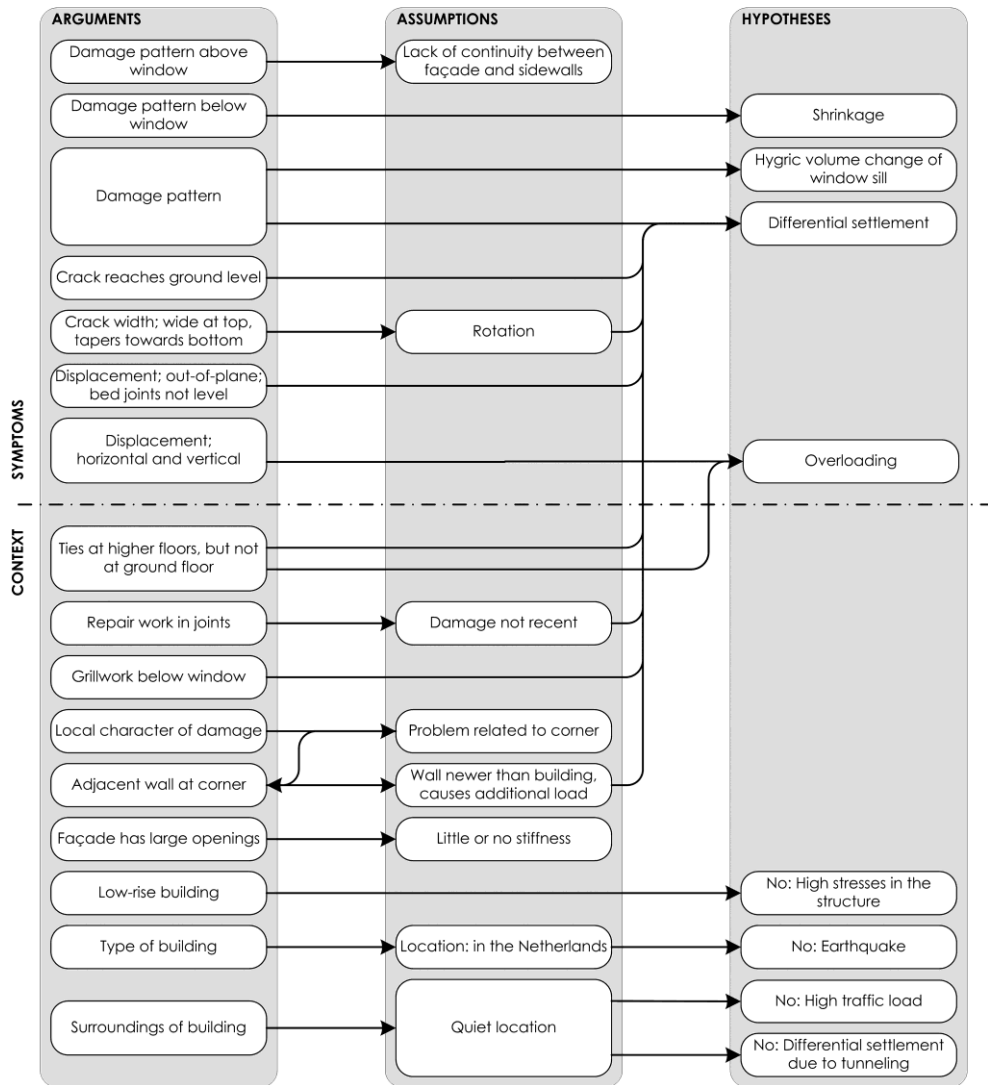 ARGUMENTS
ASSUMPTIONS
HYPOTHESES
SYMPTOMS
Damage pattern above
window
Lack of continuity between
façade and sidewalls
Damage pattern below
window
Shrinkage
Damage pattern
Hygric volume change of
window sill
Differential settlement
Crack reaches ground level
Crack width; wide at top,
tapers towards bottom
Rotation
Displacement; out-of-plane;
bed joints not level
Displacement;
horizontal and vertical
Overloading
CONTEXT
Ties at higher floors, but not
at ground floor
Repair work in joints
Damage not recent
Grillwork below window
Local character of damage
Problem related to corner
Adjacent wall at corner
Wall newer than building,
causes additional load
Façade has large openings
Little or no stiffness
Low-rise building
No: High stresses in the
structure
Type of building
Location: in the Netherlands
No: Earthquake
Surroundings of building
Quiet location
No: High traffic load
No: Differential settlement
due to tunneling